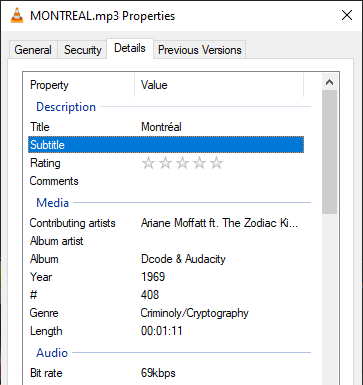 MONTREAL.mp3 Properties
General Security Details Previous Versions
Property Value
Description
Title Montréal
Subtitle
Rating
Comments
Media
Contributing artists Ariane Moffatt ft. The Zodiac Ki...
Album artist
Album Dcode & Audacity
Year 1969
# 408
Genre Criminoly/Cryptography
Length 00:01:11
Audio
Bit rate 69kbps